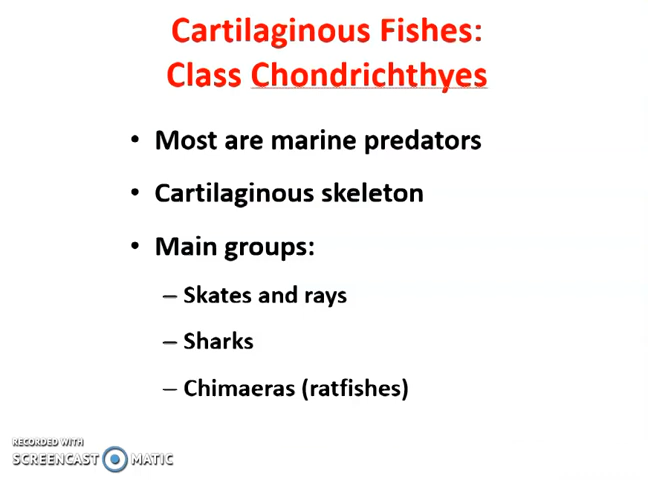 Cartilaginous Fishes:
Class Chondrichthyes
• Most are marine predators
• Cartilaginous skeleton
• Main groups:
– Skates and rays
– Sharks
– Chimaeras (ratfishes)
RECORDED WITH
SCREENCAST MATIC